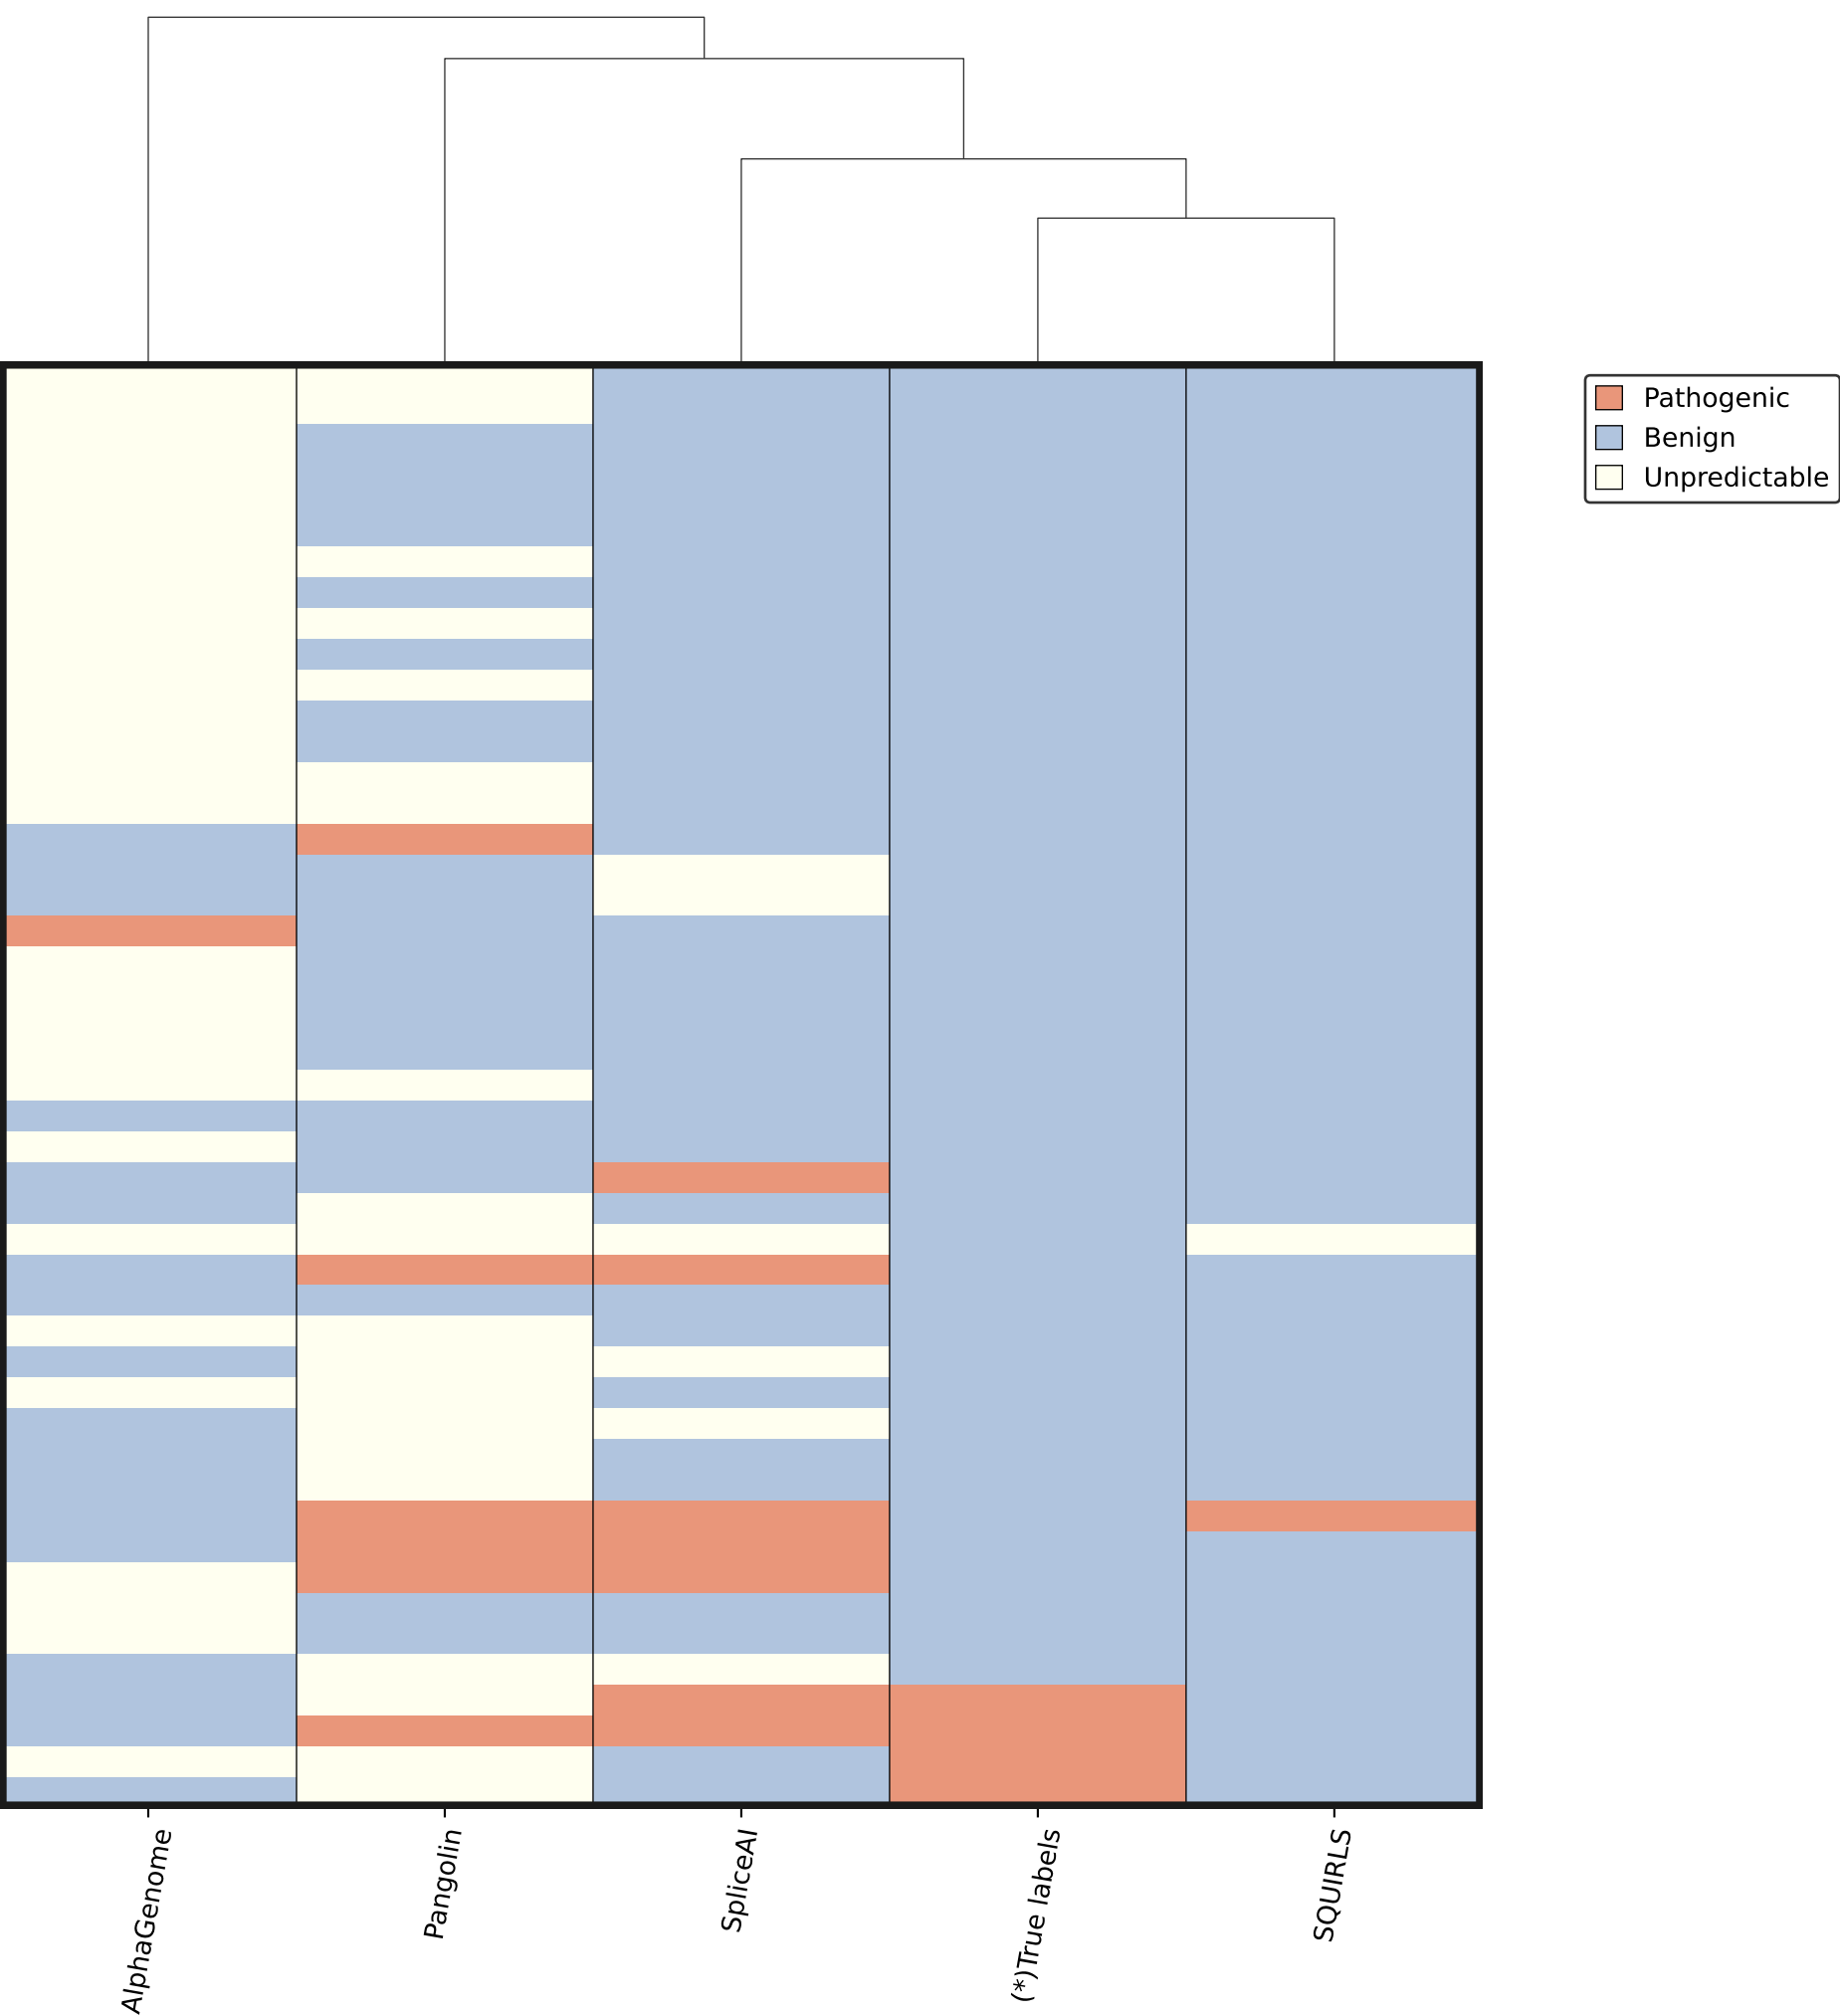 Pathogenic
Benign
Unpredictable
AlphaGenome
Pangolin
SpliceAI
(*)True labels
SQUIRLS